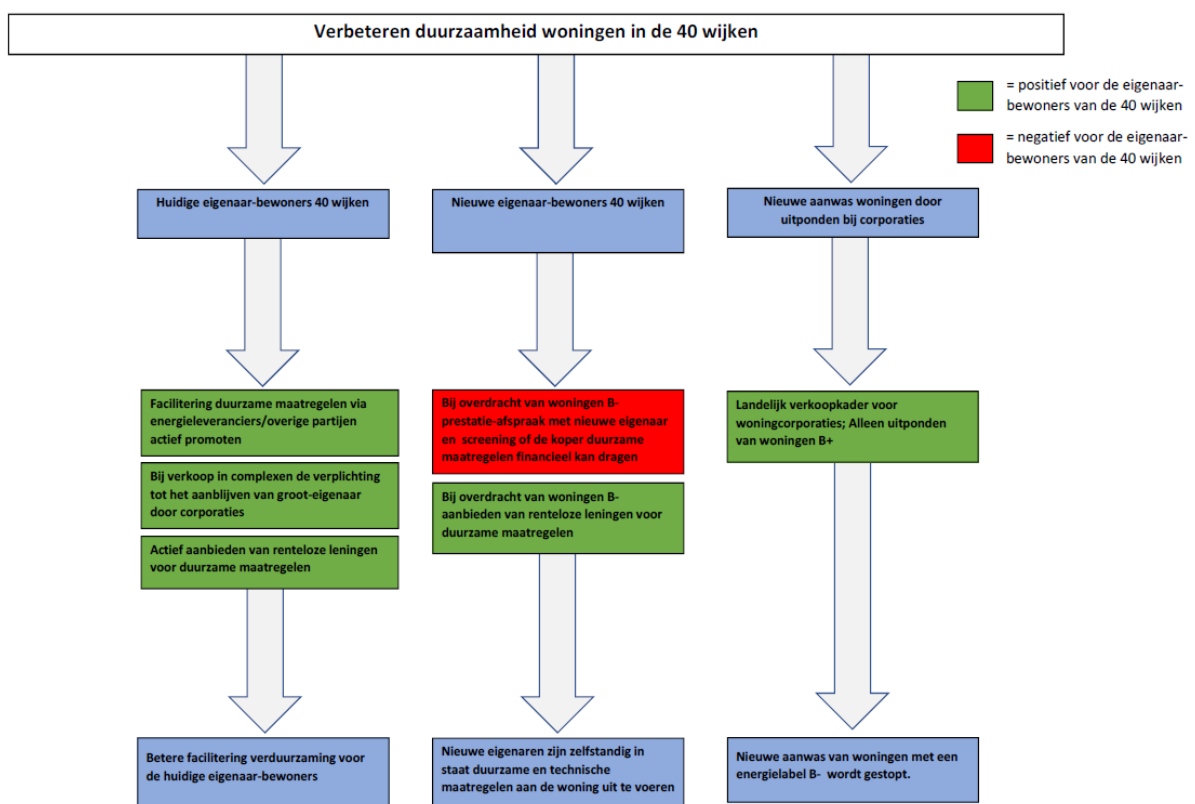 Verbeteren duurzaamheid woningen in de 40 wijken
= positief voor de eigenaar-
bewoners van de 40 wijken
= negatief voor de eigenaar-
bewoners van de 40 wijken
Huidige eigenaar-bewoners 40 wijken
Nieuwe eigenaar-bewoners 40 wijken
Nieuwe aanwas woningen door
uitponden bij corporaties
Facilitering duurzame maatregelen via
energieleveranciers/overige partijen
actief promoten
Bij verkoop in complexen de verplichting
tot het aanblijven van groot-eigenaar
door corporaties
Actief aanbieden van renteloze leningen
voor duurzame maatregelen
Bij overdracht van woningen B-
prestatie-afspraak met nieuwe eigenaar
en screening of de koper duurzame
maatregelen financieel kan dragen
Bij overdracht van woningen B-
aanbieden van renteloze leningen voor
duurzame maatregelen
Landelijk verkoopkader voor
woningcorporaties; Alleen uitponden
van woningen B+
Betere facilitering verduurzaming voor
de huidige eigenaar-bewoners
Nieuwe eigenaren zijn zelfstandig in
staat duurzame en technische
maatregelen aan de woning uit te voeren
Nieuwe aanwas van woningen met een
energielabel B- wordt gestopt.